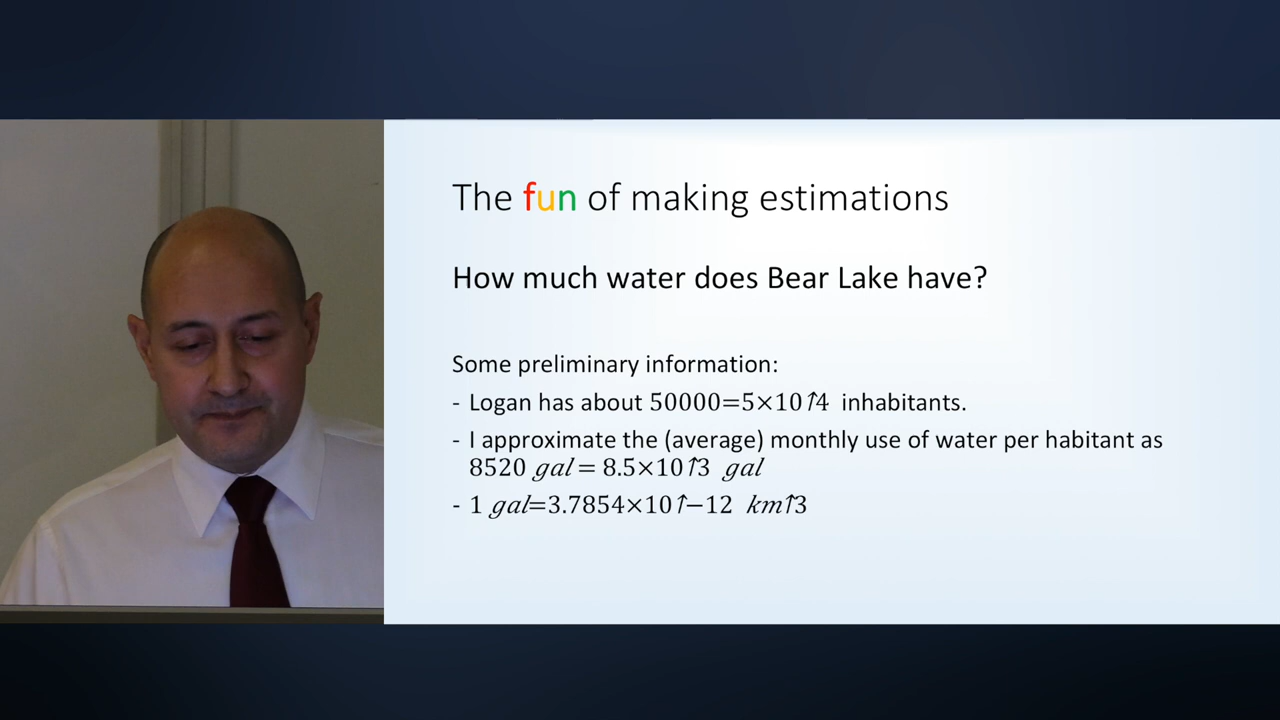 The fun of making estimations
How much water does Bear Lake have?
Some preliminary information:
- Logan has about 50000=5×10↑4 inhabitants.
- I approximate the (average) monthly use of water per habitant as
8520 gal = 8.5×10↑3 gal
- 1 gal=3.7854×10↑−12 km↑3